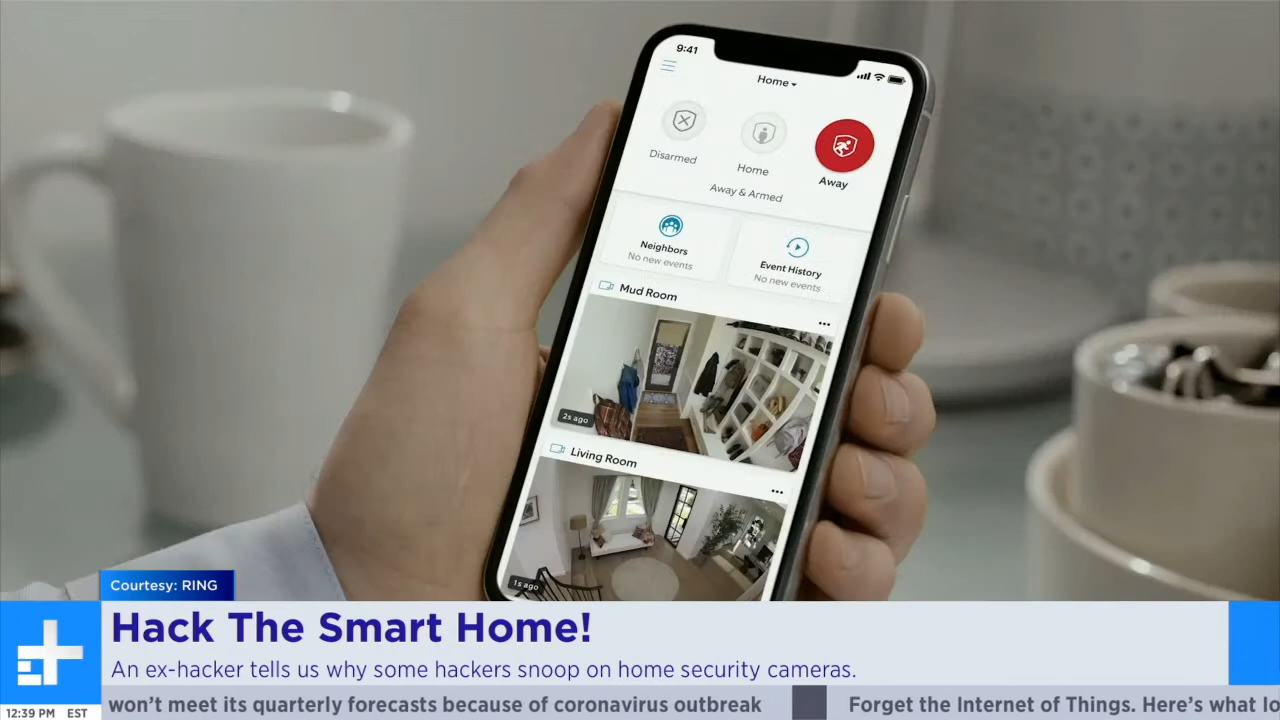 9:41
Home
Disarmed
Home
Away
Away & Armed
Neighbors
No new events
Event History
No new events
Mud Room
2s ago
Living Room
1s ago
Courtesy: RING
Hack The Smart Home!
An ex-hacker tells us why some hackers snoop on home security cameras.
won't meet its quarterly forecasts because of coronavirus outbreak
Forget the Internet of Things. Here's what
12:39 PM EST